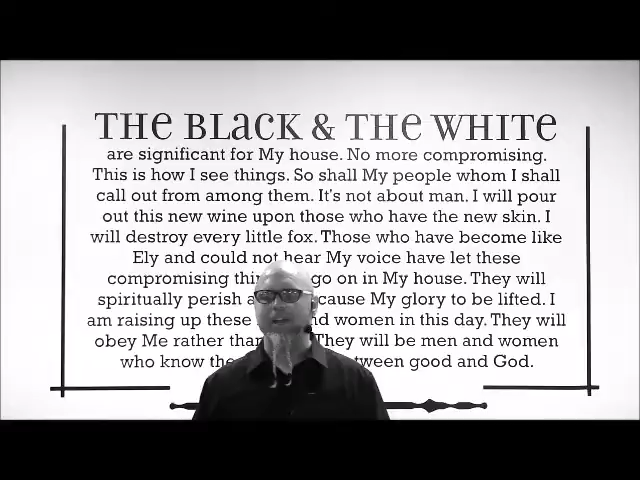 THE BLACK & THE WHITE
are significant for My house. No more compromising.
This is how I see things. So shall My people whom I shall
call out from among them. It's not about man. I will pour
out this new wine upon those who have the new skin. I
will destroy every little fox. Those who have become like
Ely and could not hear My voice have let these
compromising go on in My house. They will
spiritually perish My glory to be lifted. I
am raising up these women in this day. They will
obey Me rather They will be men and women
who know good and God.